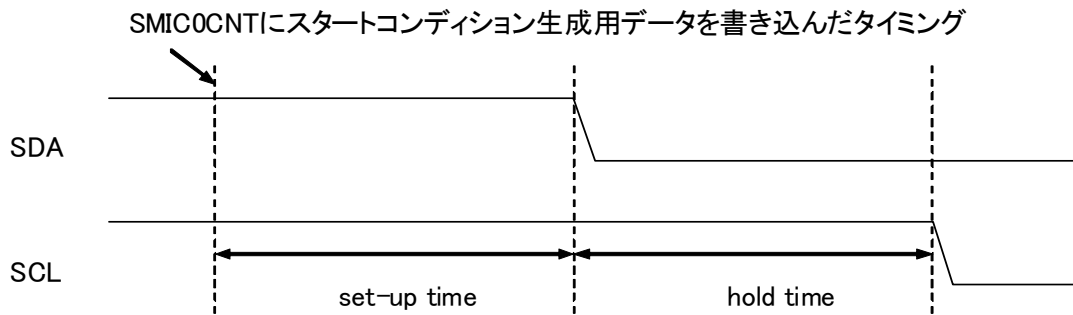 SMIC0CNTにスタートコンディション生成用データを書き込んだタイミング
SDA
SCL
set-up time
hold time